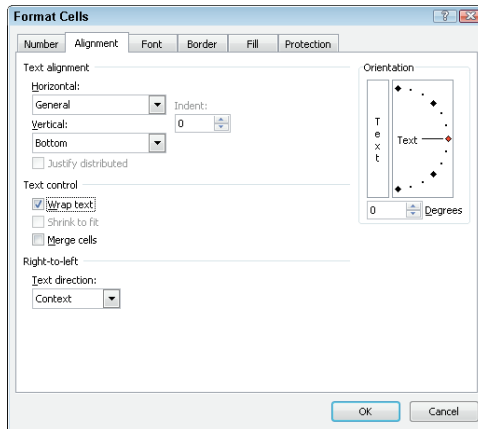 Format Cells
Number Alignment Font Border Fill Protection
Text alignment
Horizontal:
General
Indent:
Vertical:
0
Bottom
Justify distributed
Text control
Wrap text
Shrink to fit
Merge cells
Right-to-left
Text direction:
Context
Orientation
Text
Text
0 Degrees
OK Cancel